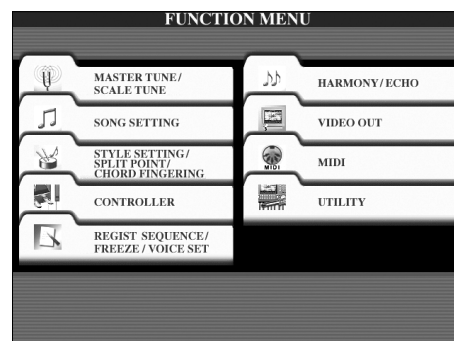 FUNCTION MENU
MASTER TUNE/
SCALE TUNE
SONG SETTING
STYLE SETTING/
SPLIT POINT/
CHORD FINGERING
CONTROLLER
REGIST SEQUENCE/
FREEZE/VOICE SET
HARMONY/ECHO
VIDEO OUT
MIDI
MIDI
UTILITY